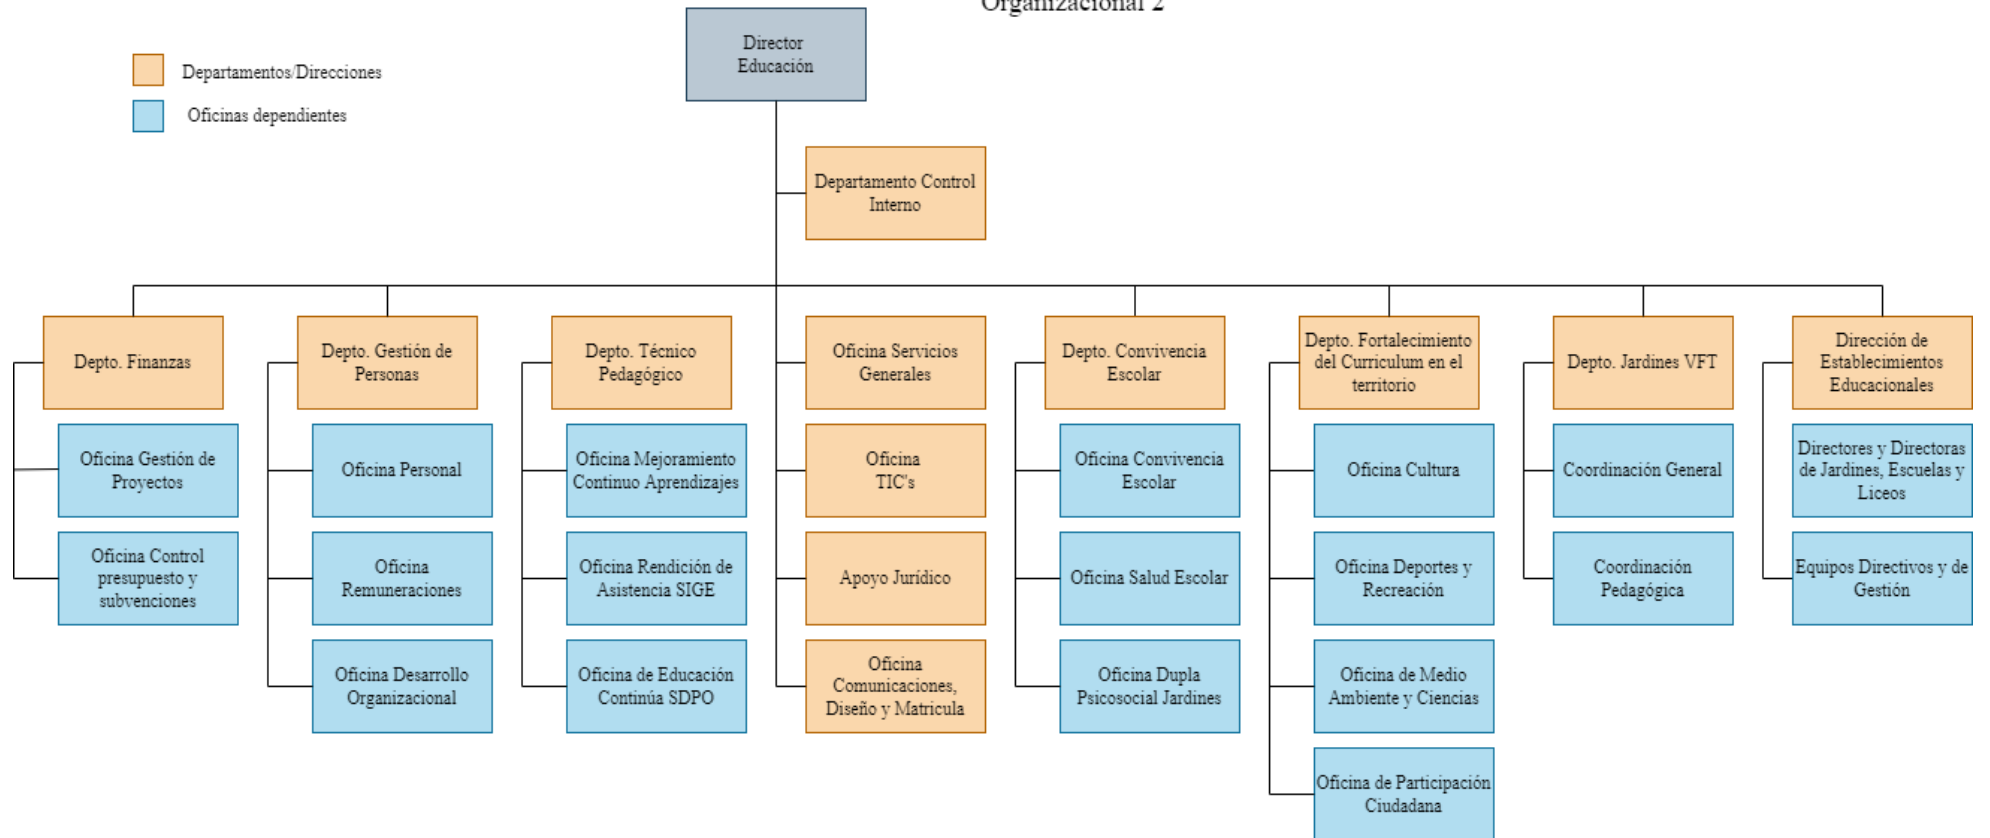 Organizacional 2
Director
Educación
Departamentos/Direcciones
Oficinas dependientes
Departamento Control
Interno
Depto. Finanzas
Oficina Gestión de
Proyectos
Oficina Control
presupuesto y
subvenciones
Depto. Gestión de
Personas
Oficina Personal
Oficina
Remuneraciones
Oficina Desarrollo
Organizacional
Depto. Técnico
Pedagógico
Oficina Mejoramiento
Continuo Aprendizajes
Oficina Rendición de
Asistencia SIGE
Oficina de Educación
Continúa SDPO
Oficina Servicios
Generales
Oficina
TIC's
Apoyo Jurídico
Oficina
Comunicaciones,
Diseño y Matricula
Depto. Convivencia
Escolar
Oficina Convivencia
Escolar
Oficina Salud Escolar
Oficina Dupla
Psicosocial Jardines
Depto. Fortalecimiento
del Curriculum en el
territorio
Oficina Cultura
Oficina Deportes y
Recreación
Oficina de Medio
Ambiente y Ciencias
Oficina de Participación
Ciudadana
Depto. Jardines VFT
Coordinación General
Coordinación
Pedagógica
Dirección de
Establecimientos
Educacionales
Directores y Directoras
de Jardines, Escuelas y
Liceos
Equipos Directivos y de
Gestión